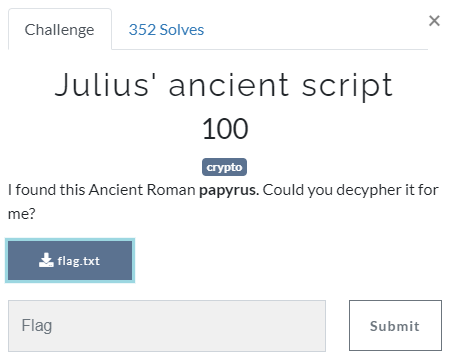 Challenge
352 Solves
×
Julius' ancient script
100
crypto
I found this Ancient Roman papyrus. Could you decypher it for
me?
flag.txt
Flag
Submit